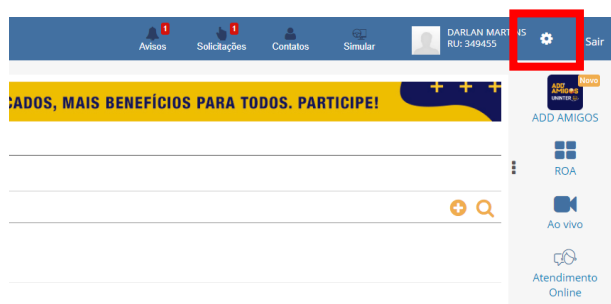 1
1
Avisos
Solicitações
Contatos
Simular
DARLAN MARTINS
RU: 349455
Sair
CADOS, MAIS BENEFÍCIOS PARA TODOS. PARTICIPE!
Novo
ADD
AMIGOS
UNINTER
ADD AMIGOS
ROA
Ao vivo
Atendimento
Online